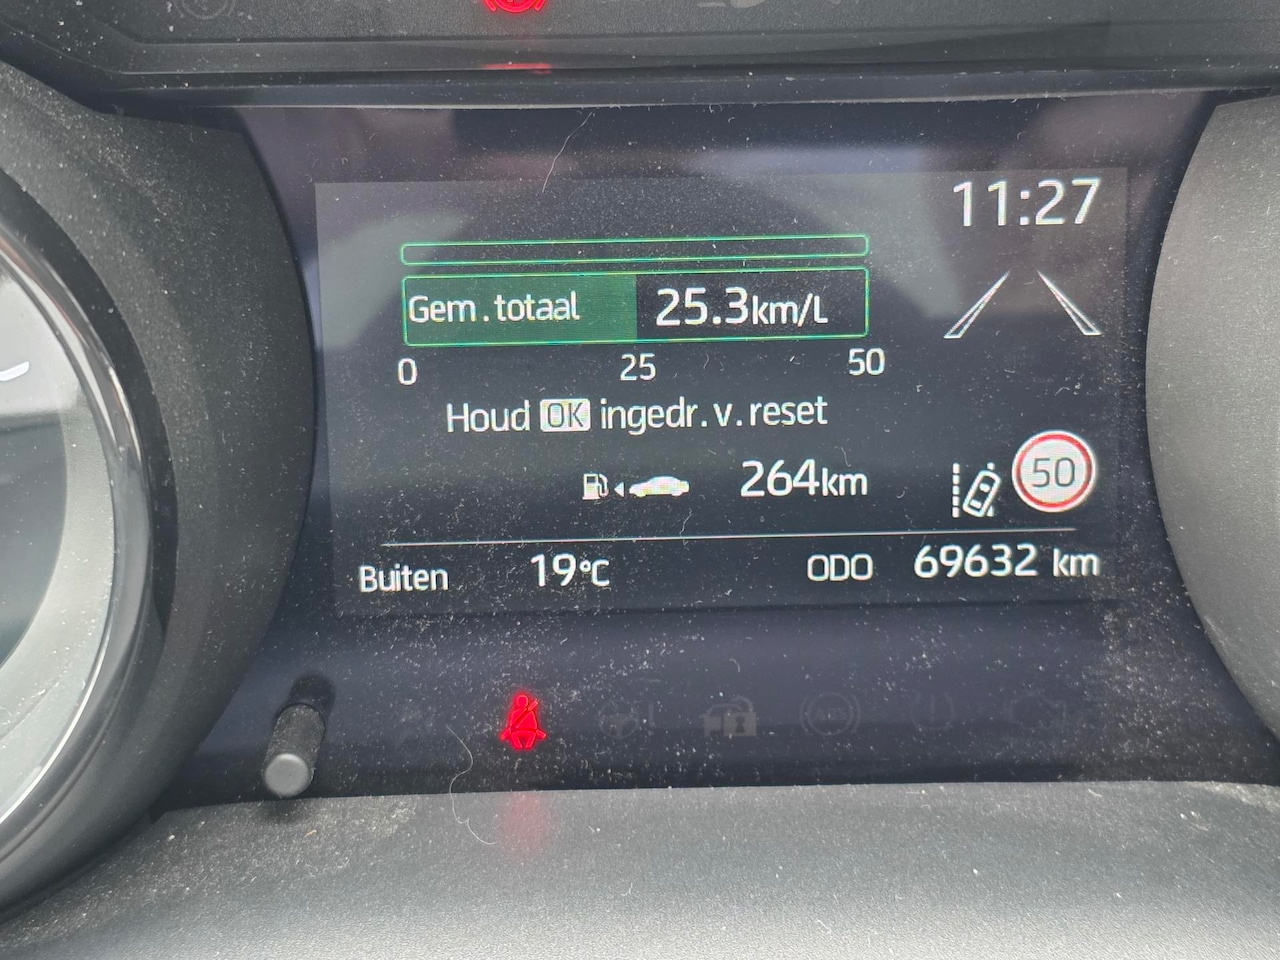 11:27
Gem.totaal 25.3km/L
0 25 50
Houd OK ingedr.v.reset
264km
50
Buiten 19°C ODO 69632 km